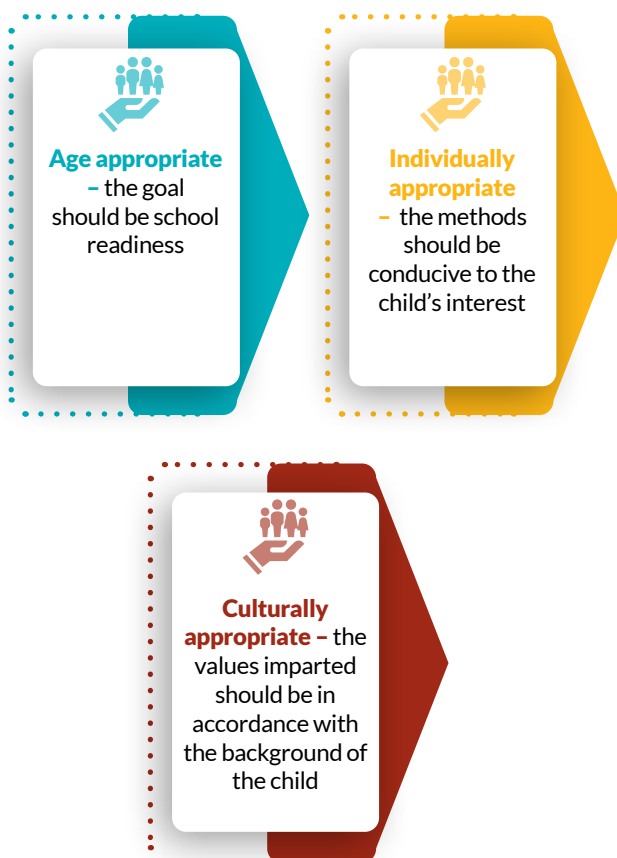 Age appropriate
– the goal
should be school
readiness
Individually
appropriate
– the methods
should be
conducive to the
child’s interest
Culturally
appropriate – the
values imparted
should be in
accordance with
the background of
the child